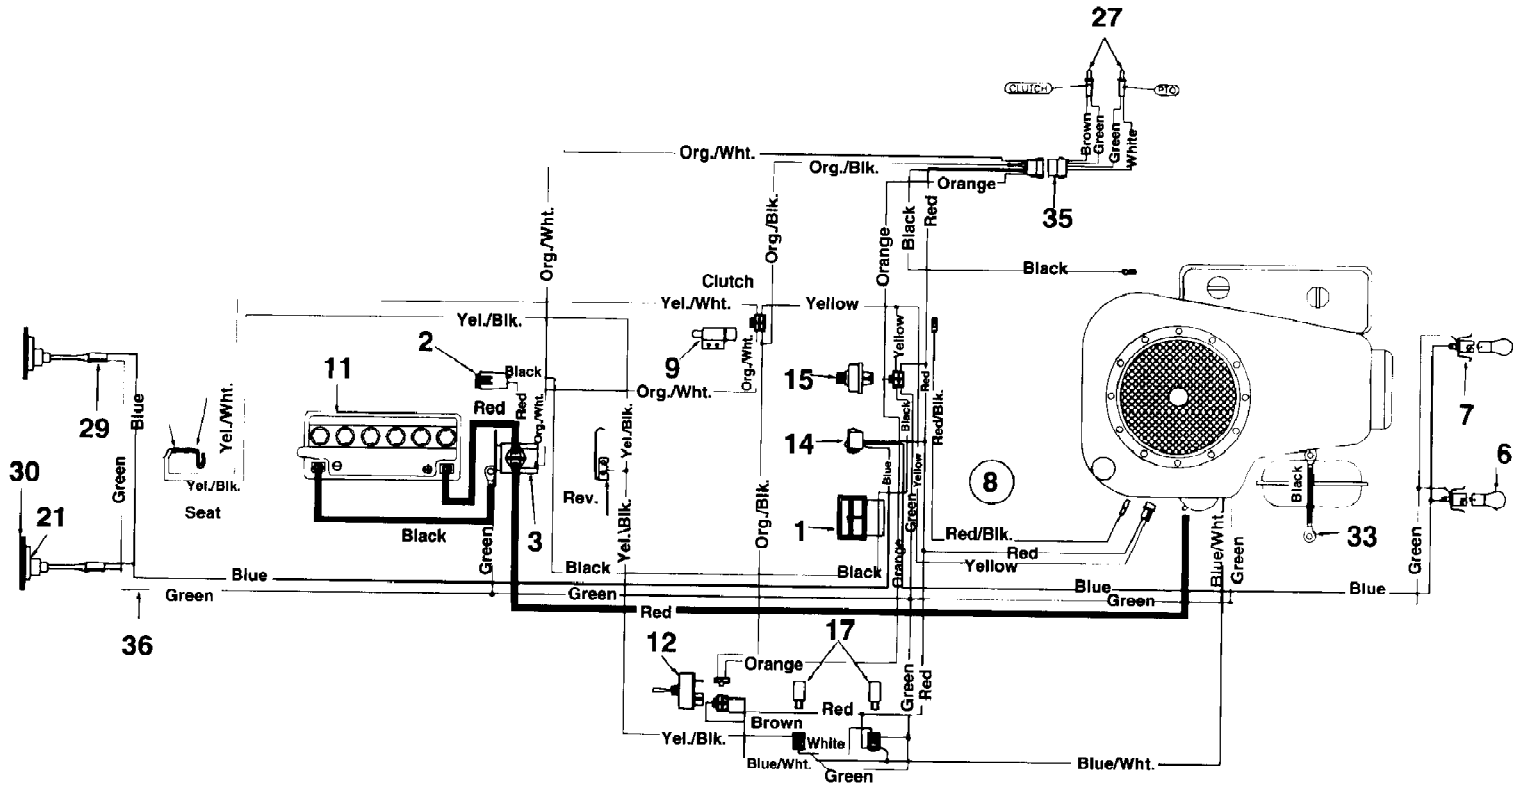 27
CLUTCH
PTO
Brown
Green
Green
White
Org./Wht.
Org./Blk.
Orange
35
Org./Wht.
Org./Blk.
Orange
Black
Red
Black
Clutch
Yel./Wht.
Yellow
Yel./Blk.
2
9
Org./Wht.
Yellow
11
Black
Red
Red
Org./Wht.
Org./Wht.
15
Red
Black
Red/Blk.
7
29
Blue
Yel./Wht.
Yel./Blk.
14
Blue
Yellow
8
6
30
Green
Yel./Blk.
Seat
Rev.
Black
21
Black
3
Green
Yel./Blk.
Org./Blk.
1
Green
Orange
Red/Blk.
Red
Yellow
33
Blue/Wht.
Green
Green
Blue
Green
Black
Green
Black
Blue
Green
Blue
Red
36
12
17
Orange
Green
Red
Red
Brown
Yel./Blk.
White
Blue/Wht.
Green
Blue/Wht.